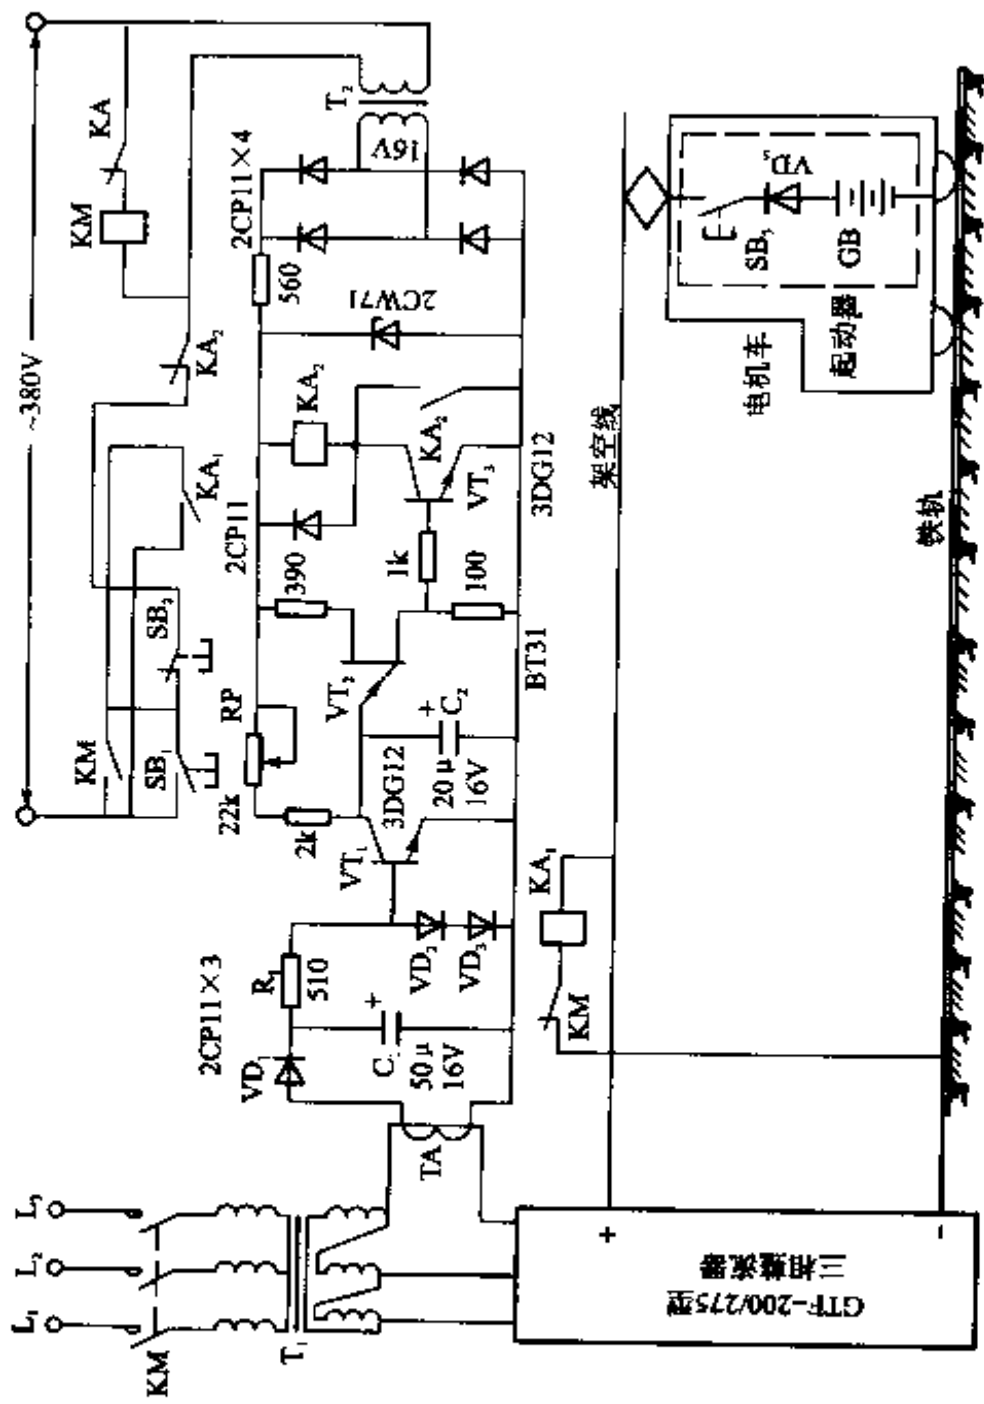 ~380V
KA
KM
T₂
16V
2CP11×4
560
KA₂
2CW71
KA₁
KA₂
KA₂
2CP11
SB₂
390
1k
VT₃
3DG12
100
KM
SB₁
RP
22k
VT₂
BT31
C₂
20μ
16V
2k
3DG12
VT₁
2CP11×3
R₁
510
VD₂
VD₃
VD₁
C₁
50μ
16V
TA
L₃
L₂
L₁
KM
T₁
架空线
电机车
起动器
SB₃
VD₅
GB
铁轨
KA₁
KM
+
−
GTF-200/275型
三相整流器